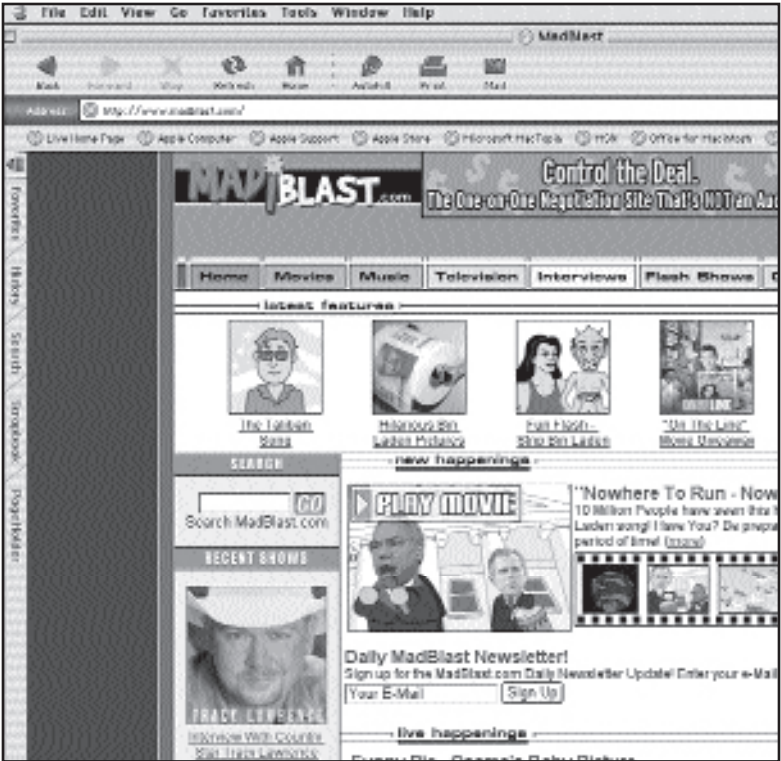 File Edit View Go Favorites Tools Window Help
MadBlast
Back Forward Stop Refresh Home AutoFill Print Mail
Address http://www.madblast.com/
Live Home Page Apple Computer Apple Support Apple Store Microsoft MacTopia MSN Office for Macintosh
Favorites
History
Search
Scrapbook
Page Holder
MADBLAST.com
Control the Deal.
The One-on-One Negotiation Site That's NOT an Auc
Home Movies Music Television Interviews Flash Shows
latest features
The Taliban Song
Hilarious Bin Laden Pictures
Fun Flash - Strip Bin Laden
"On The Line" Movie Giveaway
SEARCH
GO
Search MadBlast.com
RECENT SHOWS
TRACY LAWRENCE
Interview With Country
Star Tracy Lawrence
new happenings
PLAY MOVIE
"Nowhere To Run - Now
10 Million People have seen this
Laden song! Have You? Be prepa
period of time! (more)
Daily MadBlast Newsletter!
Sign up for the MadBlast.com Daily Newsletter Update! Enter your e-Mail
Your E-Mail Sign Up
live happenings